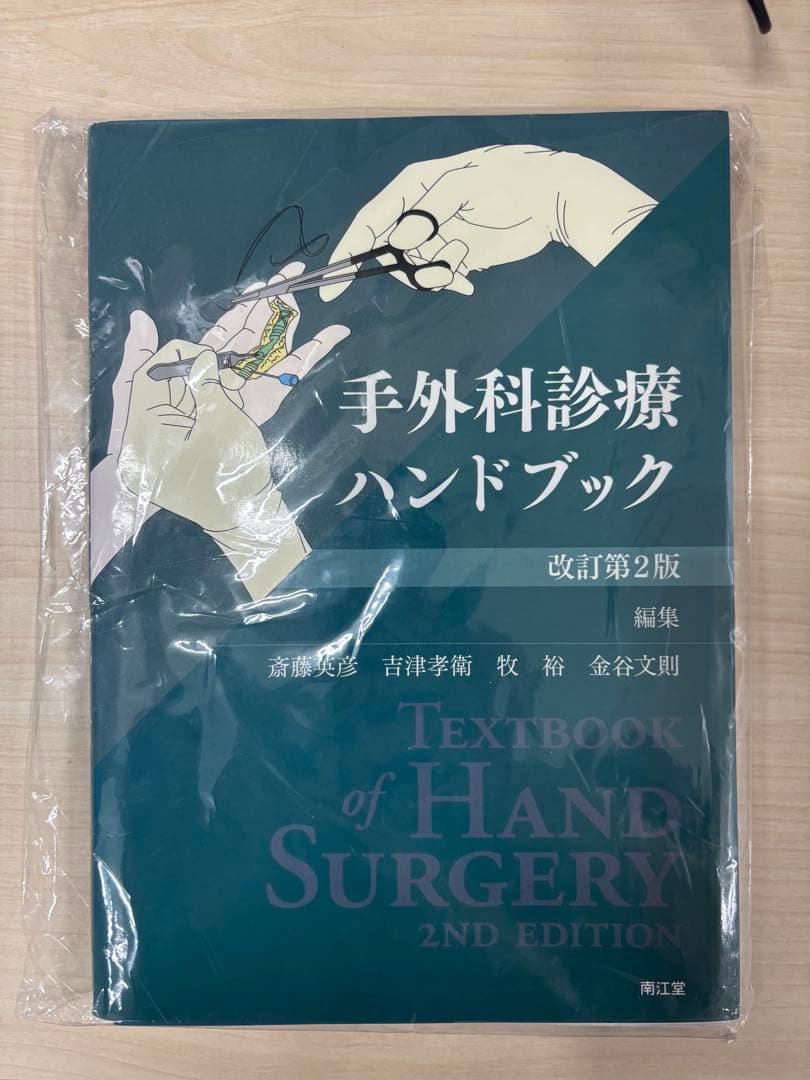 手外科診療
ハンドブック
改訂第2版
編集
斎藤英彦 吉津孝衛 牧 裕 金谷文則
TEXTBOOK
of HAND
SURGERY
2ND EDITION
南江堂